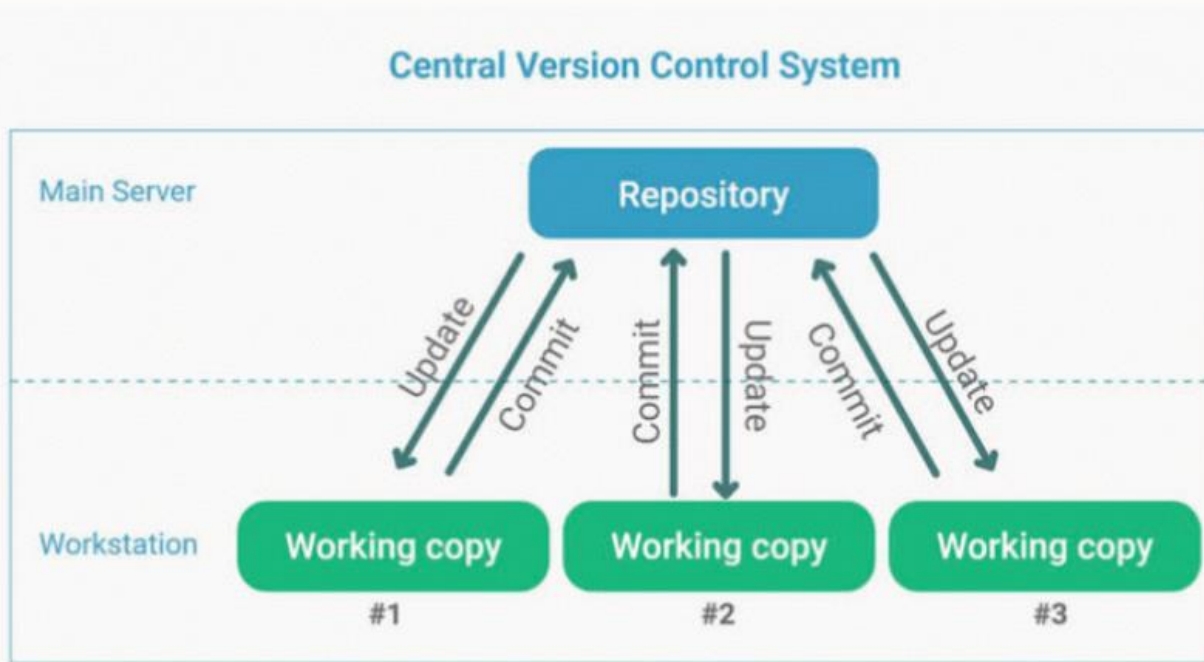 Central Version Control System
Main Server
Repository
Update
Commit
Commit
Update
Commit
Update
Workstation
Working copy
Working copy
Working copy
#1
#2
#3